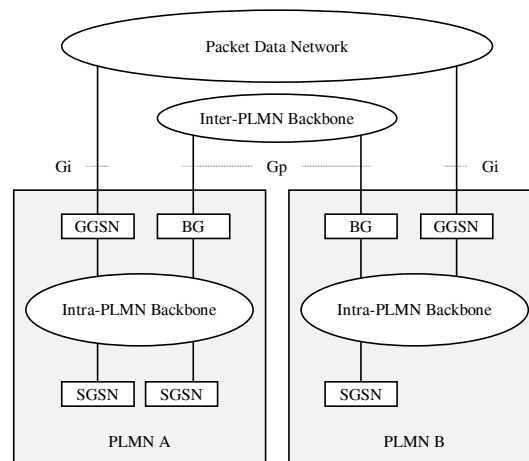 Packet Data Network
Inter-PLMN Backbone
Gi Gp Gi
GGSN BG BG GGSN
Intra-PLMN Backbone Intra-PLMN Backbone
SGSN SGSN SGSN
PLMN A PLMN B